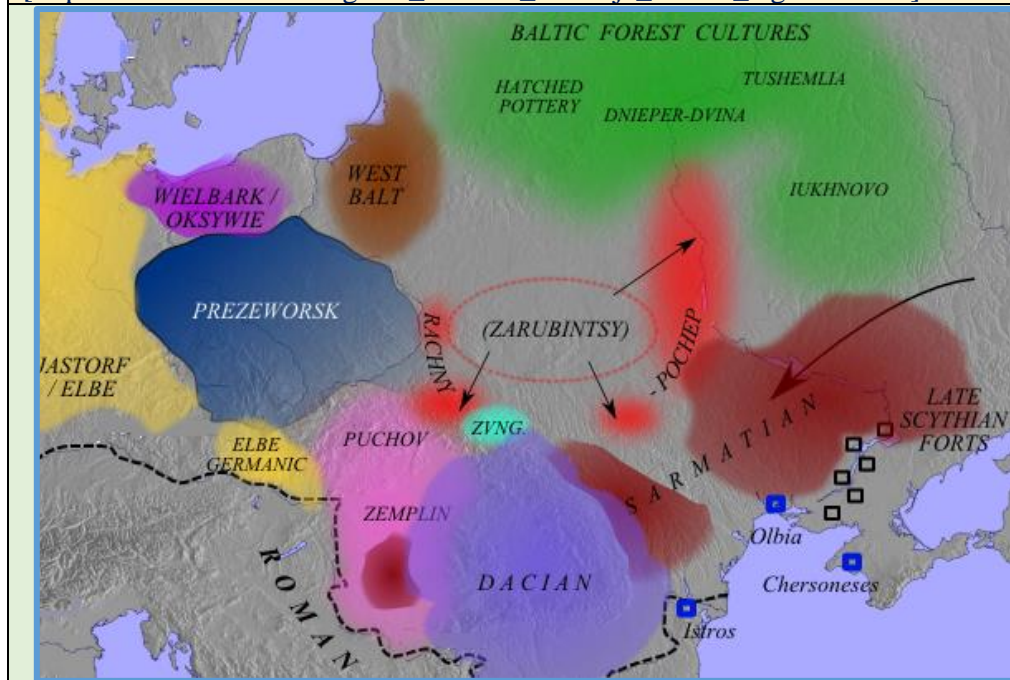 BALTIC FOREST CULTURES
HATCHED
POTTERY
TUSHEMLIA
DNIEPER-DVINA
WIELBARK /
OKSYWIE
WEST
BALT
IUKHNOVO
PREZEWORSK
RACHNY
(ZARUBINTSY)
-POCHEP
JASTORF
/ ELBE
ELBE
GERMANIC
PUCHOV
ZVNG.
SARMATIAN
LATE
SCYTHIAN
FORTS
ZEMPLIN
DACIAN
ROMAN
Olbia
Chersoneses
Istros